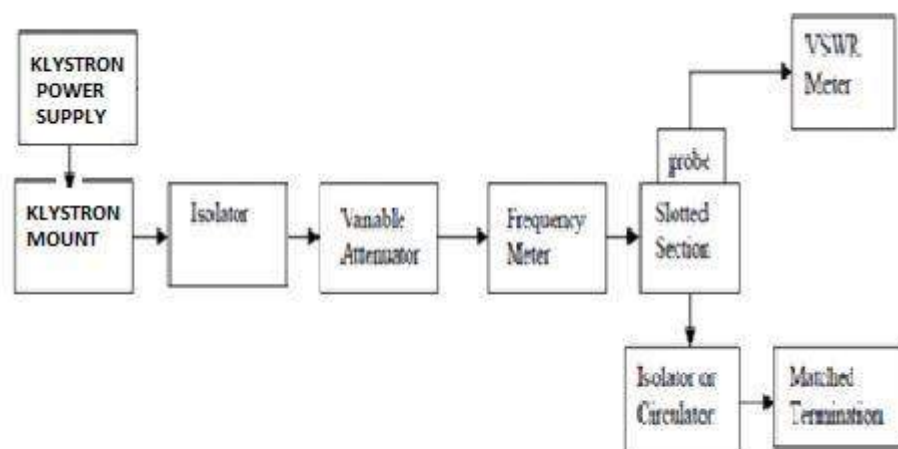 KLYSTRON
POWER
SUPPLY
VSWR
Meter
probe
KLYSTRON
MOUNT
Isolator
Variable
Attenuator
Frequency
Meter
Slotted
Section
Isolator or
Circulator
Matched
Termination